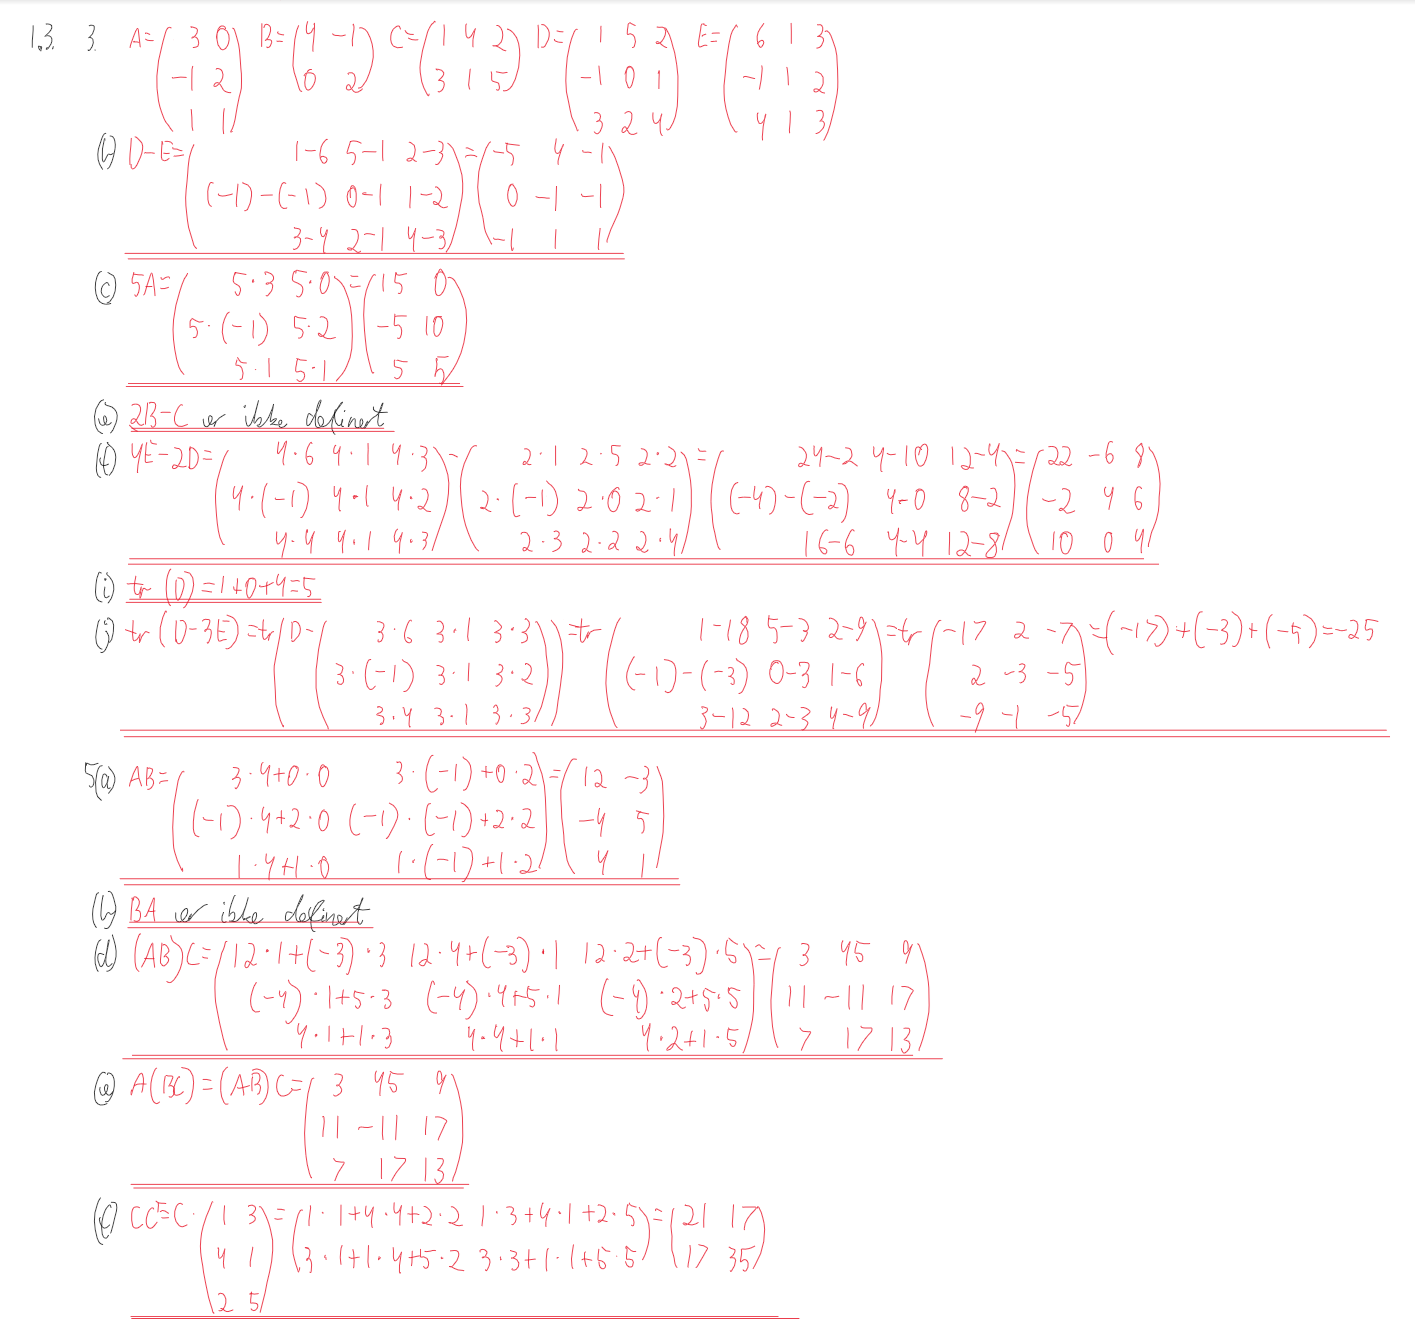 1.3. 3. A=( 3 0 B=(4 -1) C=(1 4 2) D=( 1 5 2) E=( 6 1 3)
-1 2 0 2 3 1 5 -1 0 1 -1 1 2
1 1) 3 2 4) 4 1 3)
(b) D-E=( 1-6 5-1 2-3)=(-5 4 -1)
(-1)-(-1) 0-1 1-2 0 -1 -1
3-4 2-1 4-3 -1 1 1
(c) 5A=( 5·3 5·0)=(15 0)
5·(-1) 5·2 -5 10
5·1 5·1 5 5
(e) 2B-C er ikke definert
(f) 4E-2D=( 4·6 4·1 4·3)-( 2·1 2·5 2·2)=( 24-2 4-10 12-4)=(22 -6 8)
4·(-1) 4·1 4·2 2·(-1) 2·0 2·1 (-4)-(-2) 4-0 8-2 -2 4 6
4·4 4·1 4·3 2·3 2·2 2·4 16-6 4-4 12-8 10 0 4
(i) tr(D)=1+0+4=5
(j) tr(D-3E)=tr(D-( 3·6 3·1 3·3))=tr( 1-18 5-3 2-9)=tr(-17 2 -7)=(-17)+(-3)+(-5)=-25
3·(-1) 3·1 3·2 (-1)-(-3) 0-3 1-6 2 -3 -5
3·4 3·1 3·3 3-12 2-3 4-9 -9 -1 -5
5(a) AB=( 3·4+0·0 3·(-1)+0·2)=(12 -3)
(-1)·4+2·0 (-1)·(-1)+2·2 -4 5
1·4+1·0 1·(-1)+1·2 4 1
(b) BA er ikke definert
(d) (AB)C=(12·1+(-3)·3 12·4+(-3)·1 12·2+(-3)·5)=( 3 45 9)
(-4)·1+5·3 (-4)·4+5·1 (-4)·2+5·5 11 -11 17
4·1+1·3 4·4+1·1 4·2+1·5 7 17 13
(e) A(BC)=(AB)C=( 3 45 9)
11 -11 17
7 17 13
(f) CCᵀ=C·(1 3)=(1·1+4·4+2·2 1·3+4·1+2·5)=(21 17)
4 1 3·1+1·4+5·2 3·3+1·1+5·5 17 35
2 5